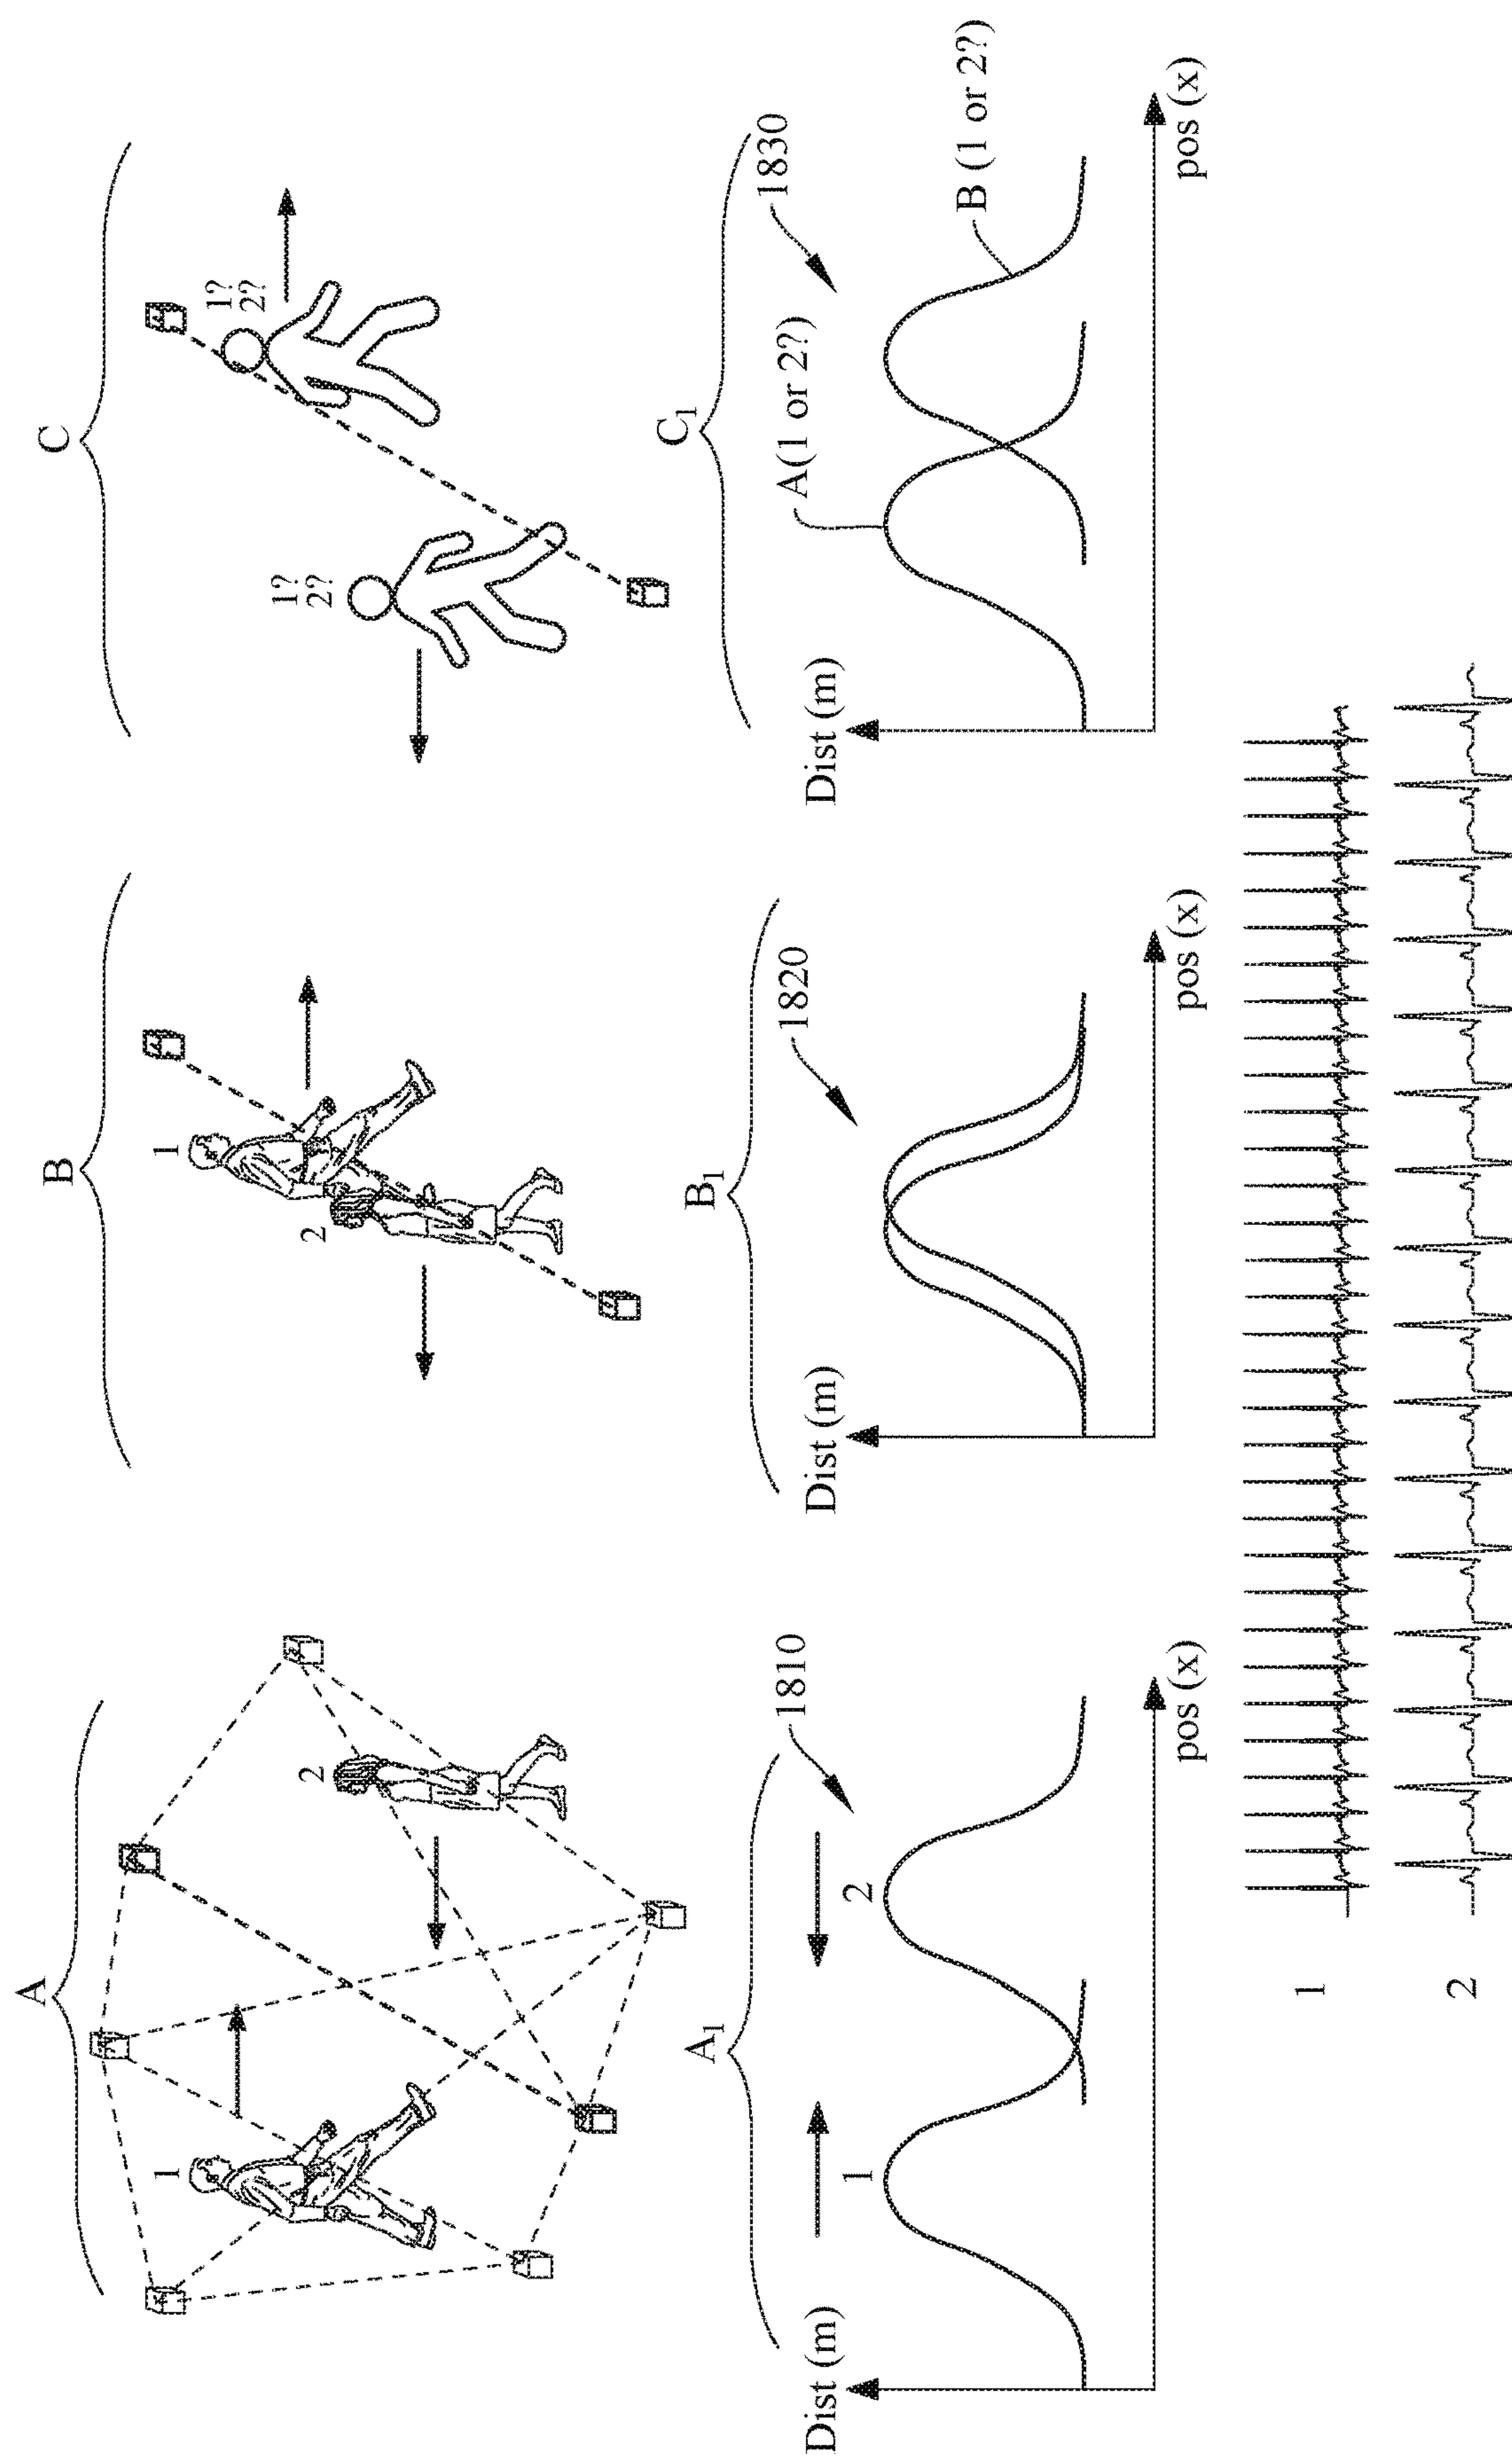 A
B
C
1
2
1
2
1?
2?
1?
2?
A1
B1
C1
1810
1820
1830
Dist (m)
1
2
pos (x)
Dist (m)
pos (x)
Dist (m)
A(1 or 2?)
B (1 or 2?)
pos (x)
1
2